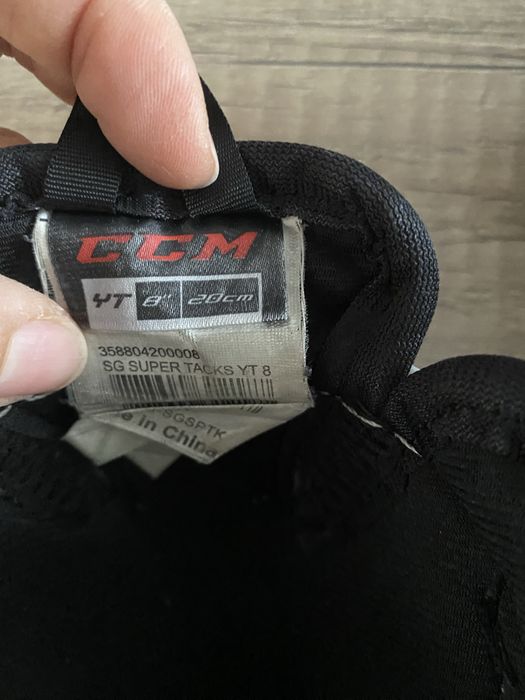 CCM
YT 8" 20cm
358804200008
SG SUPER TACKS YT 8
SGSPTK
e in China